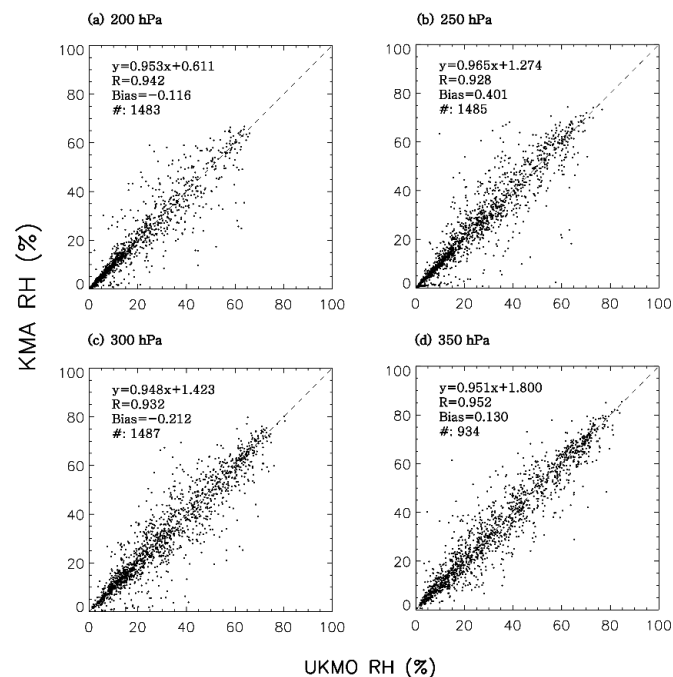 (a) 200 hPa
y=0.953x+0.611
R=0.942
Bias=−0.116
#: 1483
100
80
60
40
20
0
0 20 40 60 80 100
(b) 250 hPa
y=0.965x+1.274
R=0.928
Bias=0.401
#: 1485
100
80
60
40
20
0
0 20 40 60 80 100
KMA RH (%)
(c) 300 hPa
y=0.948x+1.423
R=0.932
Bias=−0.212
#: 1487
100
80
60
40
20
0
0 20 40 60 80 100
(d) 350 hPa
y=0.951x+1.800
R=0.952
Bias=0.130
#: 934
100
80
60
40
20
0
0 20 40 60 80 100
UKMO RH (%)